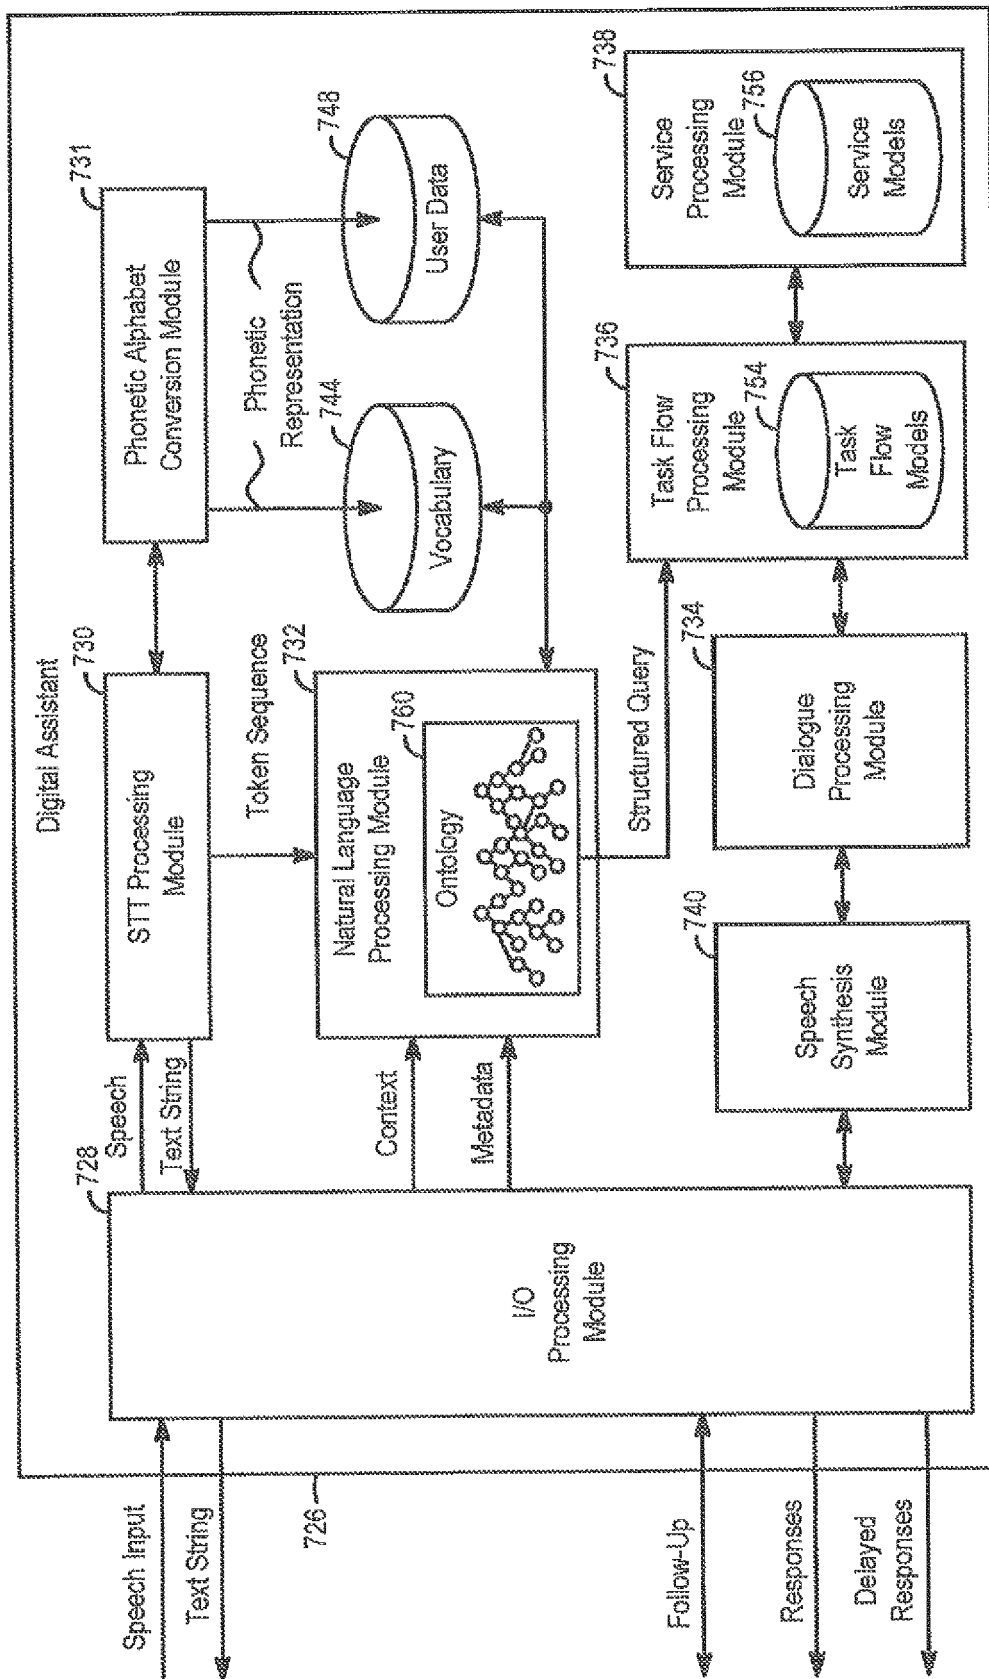 Digital Assistant
726
Speech Input
Text String
Follow-Up
Responses
Delayed
Responses
728
I/O
Processing
Module
Speech
Text String
Context
Metadata
730
STT Processing
Module
731
Phonetic Alphabet
Conversion Module
Token Sequence
Phonetic
Representation
732
Natural Language
Processing Module
760
Ontology
744
Vocabulary
748
User Data
Structured Query
740
Speech
Synthesis
Module
734
Dialogue
Processing
Module
736
Task Flow
Processing
Module
754
Task
Flow
Models
738
Service
Processing
Module
756
Service
Models